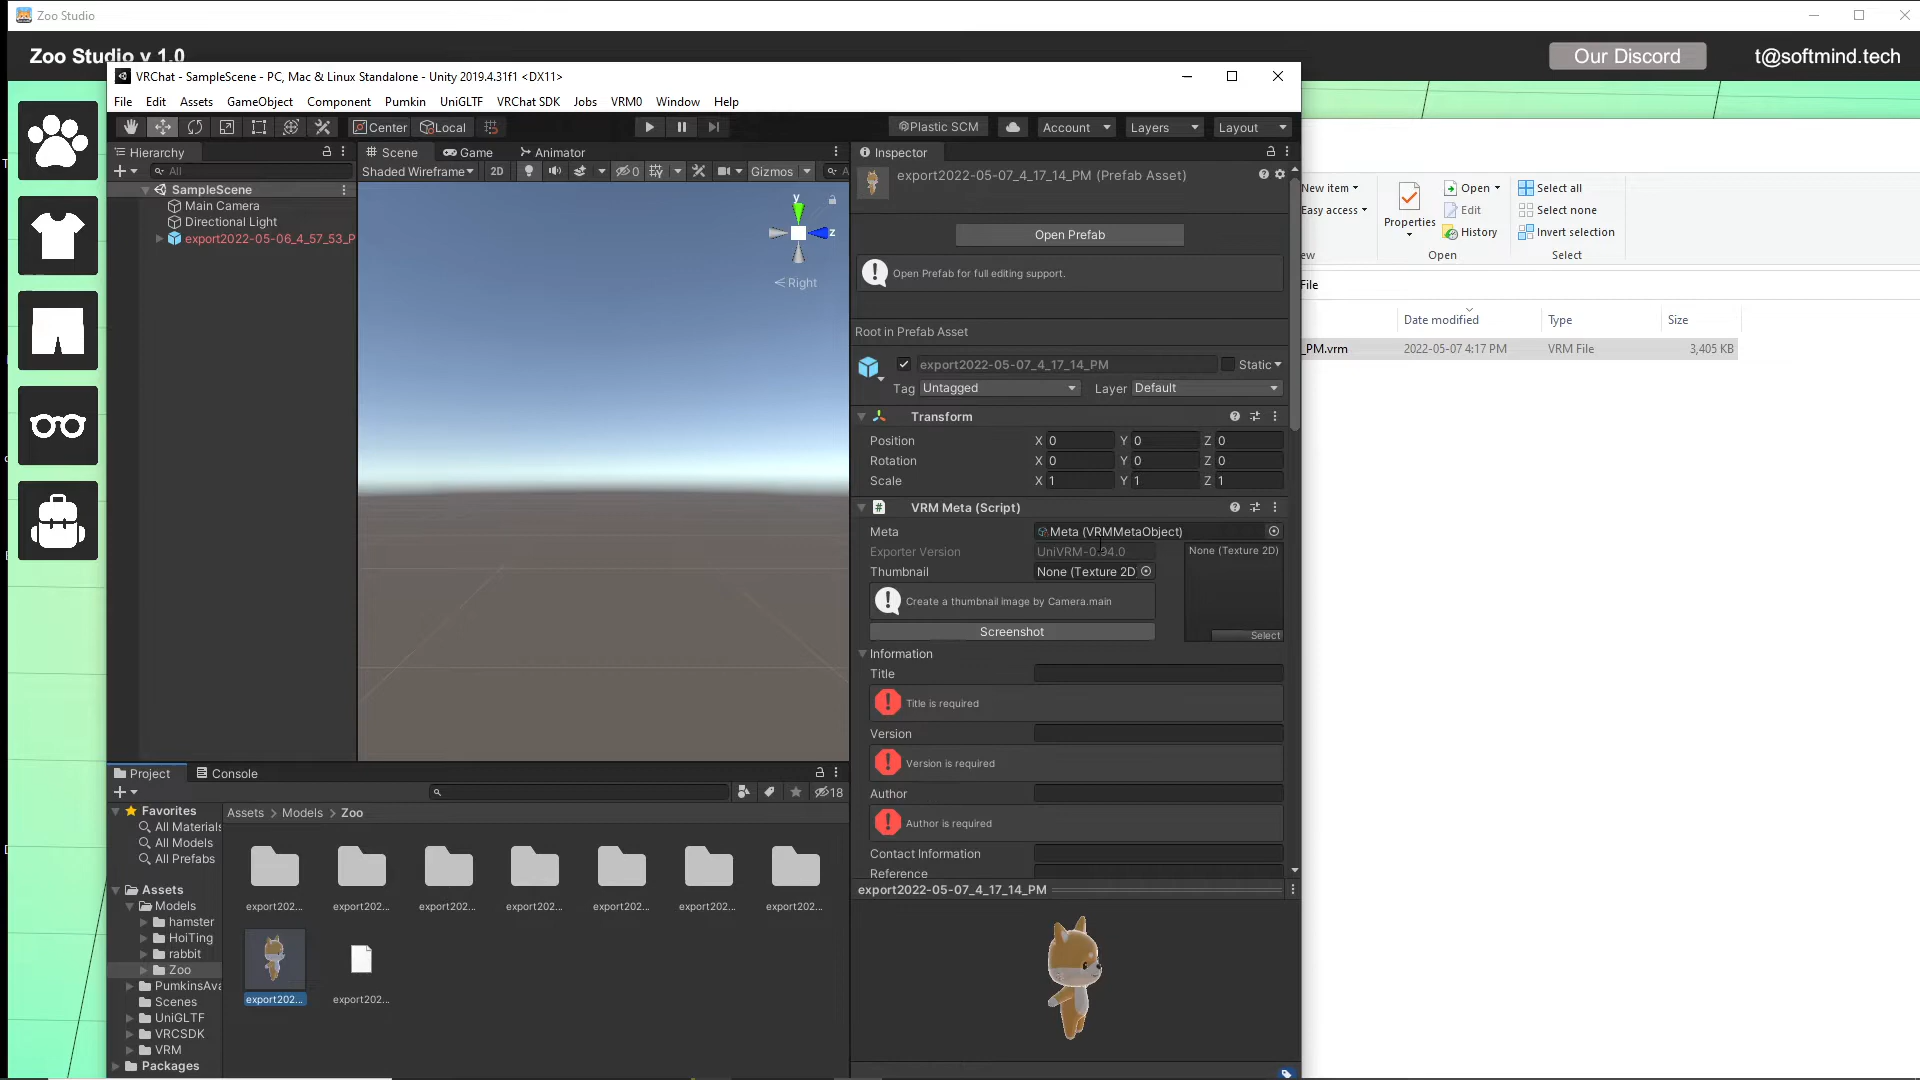 Zoo Studio
Zoo Studio v 1.0
Our Discord
t@softmind.tech
VRChat - SampleScene - PC, Mac & Linux Standalone - Unity 2019.4.31f1 <DX11>
File Edit Assets GameObject Component Pumkin UniGLTF VRChat SDK Jobs VRM0 Window Help
Center Local Plastic SCM Account Layers Layout
Hierarchy
All
SampleScene
Main Camera
Directional Light
export2022-05-06_4_57_53_P
Scene Game Animator
Shaded Wireframe 2D 0 Gizmos A
y
z
Right
Inspector
export2022-05-07_4_17_14_PM (Prefab Asset)
Open Prefab
Open Prefab for full editing support.
Root in Prefab Asset
export2022-05-07_4_17_14_PM Static
Tag Untagged Layer Default
Transform
Position X 0 Y 0 Z 0
Rotation X 0 Y 0 Z 0
Scale X 1 Y 1 Z 1
VRM Meta (Script)
Meta Meta (VRMMetaObject)
Exporter Version UniVRM-0.94.0 None (Texture 2D)
Thumbnail None (Texture 2D
Create a thumbnail image by Camera.main
Screenshot
Select
Information
Title
Title is required
Version
Version is required
Author
Author is required
Contact Information
Reference
export2022-05-07_4_17_14_PM
Project Console
18
Favorites
All Materials
All Models
All Prefabs
Assets
Models
hamster
HoiTing
rabbit
Zoo
PumkinsAva
Scenes
UniGLTF
VRCSDK
VRM
Packages
Assets > Models > Zoo
export202... export202... export202... export202... export202... export202... export202...
export202... export202...
New item Open Select all
Easy access Properties Edit Select none
History Invert selection
ew Open Select
File
Date modified Type Size
_PM.vrm 2022-05-07 4:17 PM VRM File 3,405 KB